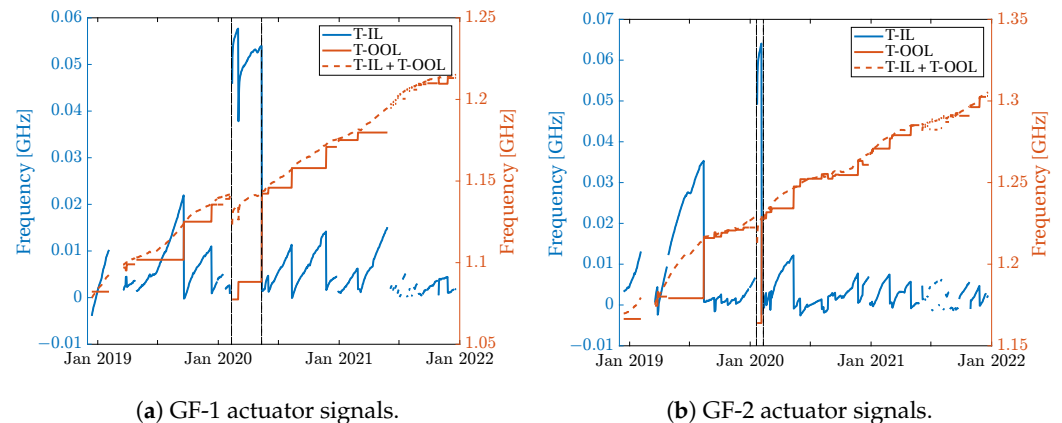 0.06
0.05
0.04
0.03
0.02
0.01
0
−0.01
Frequency [GHz]
T-IL
T-OOL
T-IL + T-OOL
1.25
1.2
1.15
1.1
1.05
Frequency [GHz]
Jan 2019 Jan 2020 Jan 2021 Jan 2022
(a) GF-1 actuator signals.
0.07
0.06
0.05
0.04
0.03
0.02
0.01
0
−0.01
Frequency [GHz]
T-IL
T-OOL
T-IL + T-OOL
1.35
1.3
1.25
1.2
1.15
Frequency [GHz]
Jan 2019 Jan 2020 Jan 2021 Jan 2022
(b) GF-2 actuator signals.